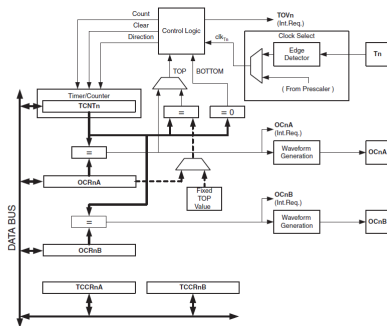 Count
Clear
Direction
Control Logic
TOVn
(Int.Req.)
clkTn
Clock Select
Edge
Detector
Tn
( From Prescaler )
TOP
BOTTOM
Timer/Counter
TCNTn
=
= 0
=
OCRnA
Fixed
TOP
Value
OCnA
(Int.Req.)
Waveform
Generation
OCnA
=
OCRnB
OCnB
(Int.Req.)
Waveform
Generation
OCnB
DATA BUS
TCCRnA
TCCRnB